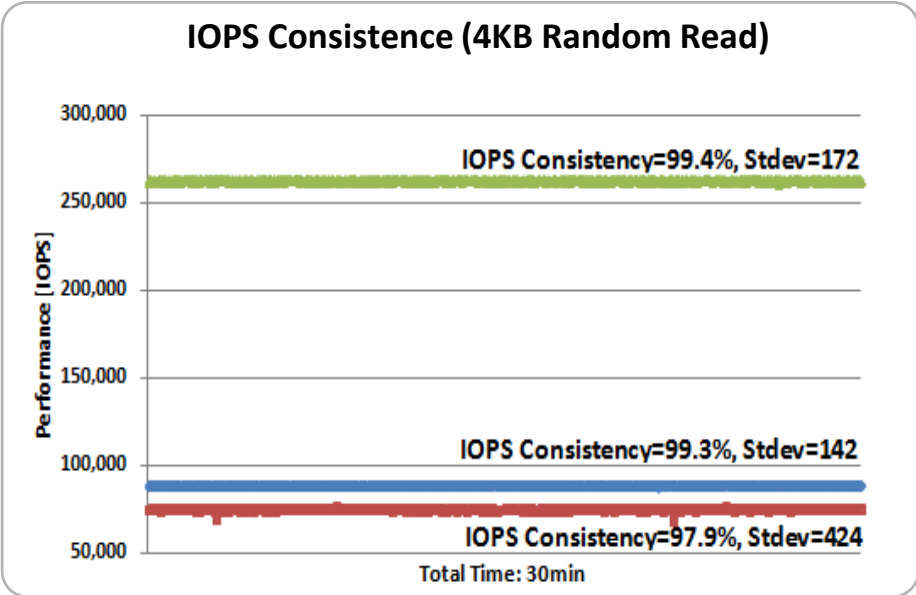 IOPS Consistence (4KB Random Read)
300,000
IOPS Consistency=99.4%, Stdev=172
250,000
200,000
Performance [IOPS]
150,000
IOPS Consistency=99.3%, Stdev=142
100,000
IOPS Consistency=97.9%, Stdev=424
50,000
Total Time: 30min